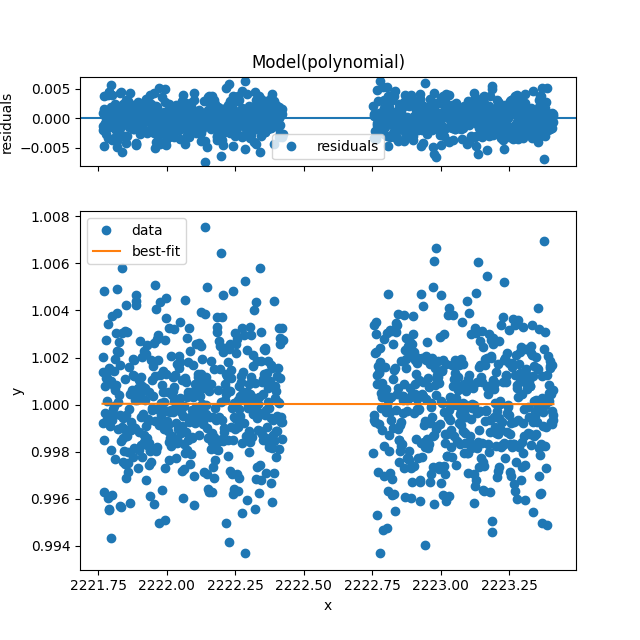 Model(polynomial)
0.005
0.000
−0.005
residuals
residuals
1.008
1.006
1.004
1.002
1.000
0.998
0.996
0.994
y
data
best-fit
2221.75 2222.00 2222.25 2222.50 2222.75 2223.00 2223.25
x